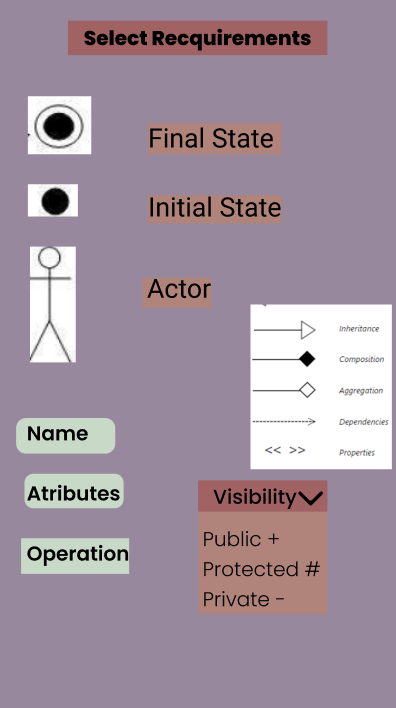 Select Recquirements
Final State
Initial State
Actor
Inheritance
Composition
Aggregation
Dependencies
<< >> Properties
Name
Atributes
Operation
Visibility
Public +
Protected #
Private -